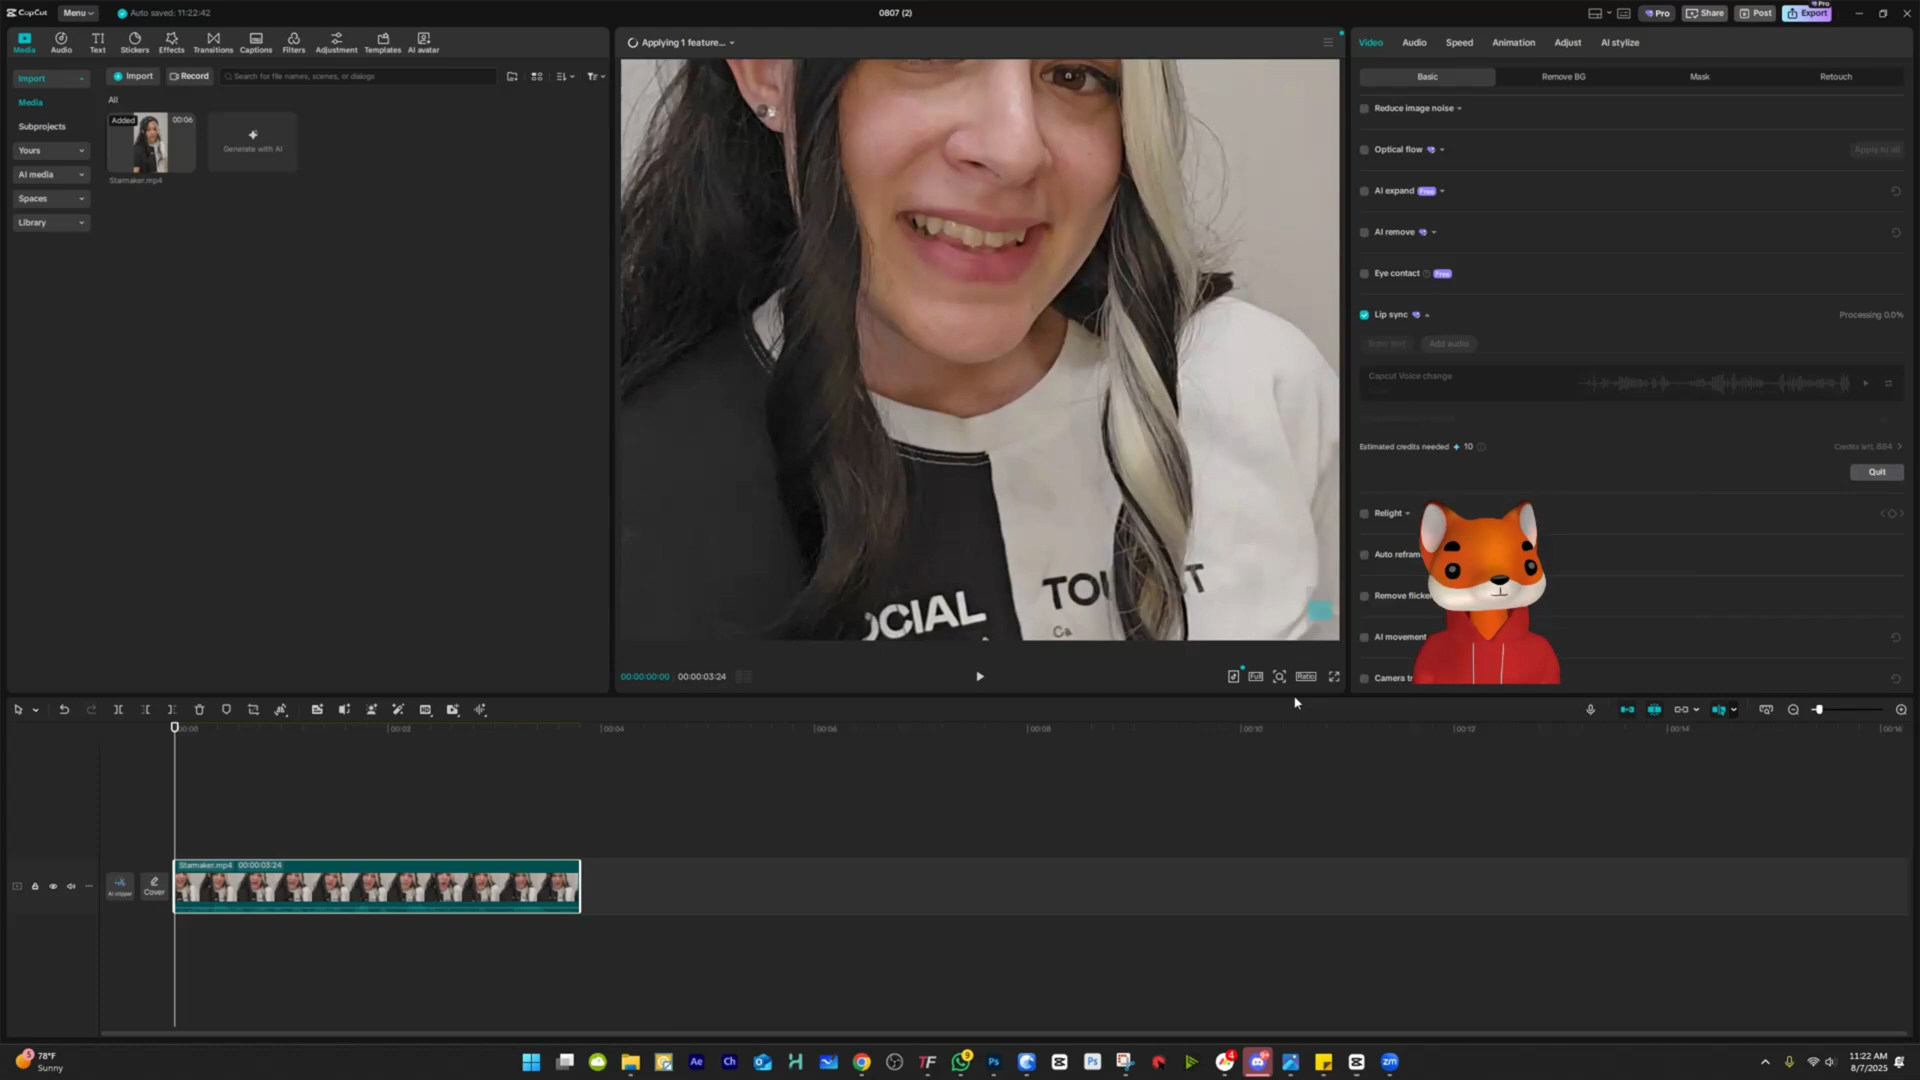 CapCut
Menu
Auto saved: 11:22:42
0807 (2)
Pro
Share
Post
Export
Pro
Media
Audio
Text
Stickers
Effects
Transitions
Captions
Filters
Adjustment
Templates
AI avatar
Import
Media
Subprojects
Yours
AI media
Spaces
Library
Import
Record
Search for file names, scenes, or dialogs
All
Added
00:06
Starmaker.mp4
Generate with AI
Applying 1 feature...
OCIAL
TOU
ST
Ca
00:00:00:00
00:00:03:24
Full
Ratio
Video
Audio
Speed
Animation
Adjust
AI stylize
Basic
Remove BG
Mask
Retouch
Reduce image noise
Optical flow
Apply to all
AI expand
Free
AI remove
Eye contact
Free
Lip sync
Processing 0.0%
Enter text
Add audio
Capcut Voice change
Estimated credits needed 10
Credits left: 884
Quit
Relight
Auto refram
Remove flicke
AI movement
Camera tr
00:00
00:02
00:04
00:06
00:08
00:10
00:12
00:14
00:16
AI clipper
Cover
Starmaker.mp4 00:00:03:24
78°F
Sunny
11:22 AM
8/7/2025